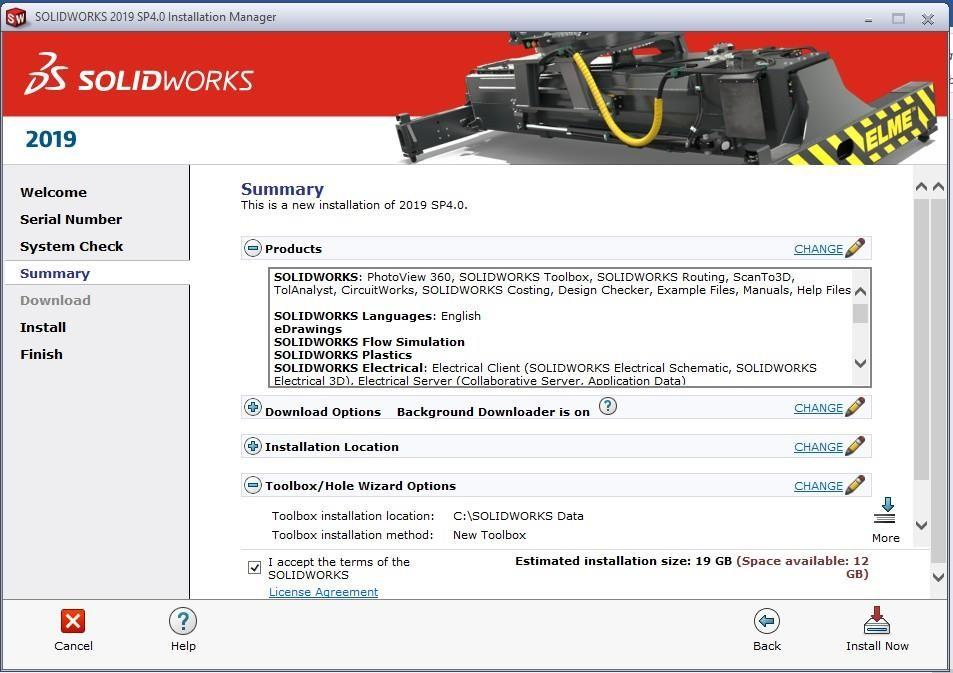 SW SOLIDWORKS 2019 SP4.0 Installation Manager
SOLIDWORKS
ELME™
2019
Welcome
Serial Number
System Check
Summary
Download
Install
Finish
Summary
This is a new installation of 2019 SP4.0.
Products CHANGE
SOLIDWORKS: PhotoView 360, SOLIDWORKS Toolbox, SOLIDWORKS Routing, ScanTo3D,
TolAnalyst, CircuitWorks, SOLIDWORKS Costing, Design Checker, Example Files, Manuals, Help Files
SOLIDWORKS Languages: English
eDrawings
SOLIDWORKS Flow Simulation
SOLIDWORKS Plastics
SOLIDWORKS Electrical: Electrical Client (SOLIDWORKS Electrical Schematic, SOLIDWORKS
Electrical 3D), Electrical Server (Collaborative Server, Application Data)
Download Options Background Downloader is on ? CHANGE
Installation Location CHANGE
Toolbox/Hole Wizard Options CHANGE
Toolbox installation location: C:\SOLIDWORKS Data
Toolbox installation method: New Toolbox
More
I accept the terms of the
SOLIDWORKS
License Agreement
Estimated installation size: 19 GB (Space available: 12
GB)
Cancel
? Help
Back
Install Now